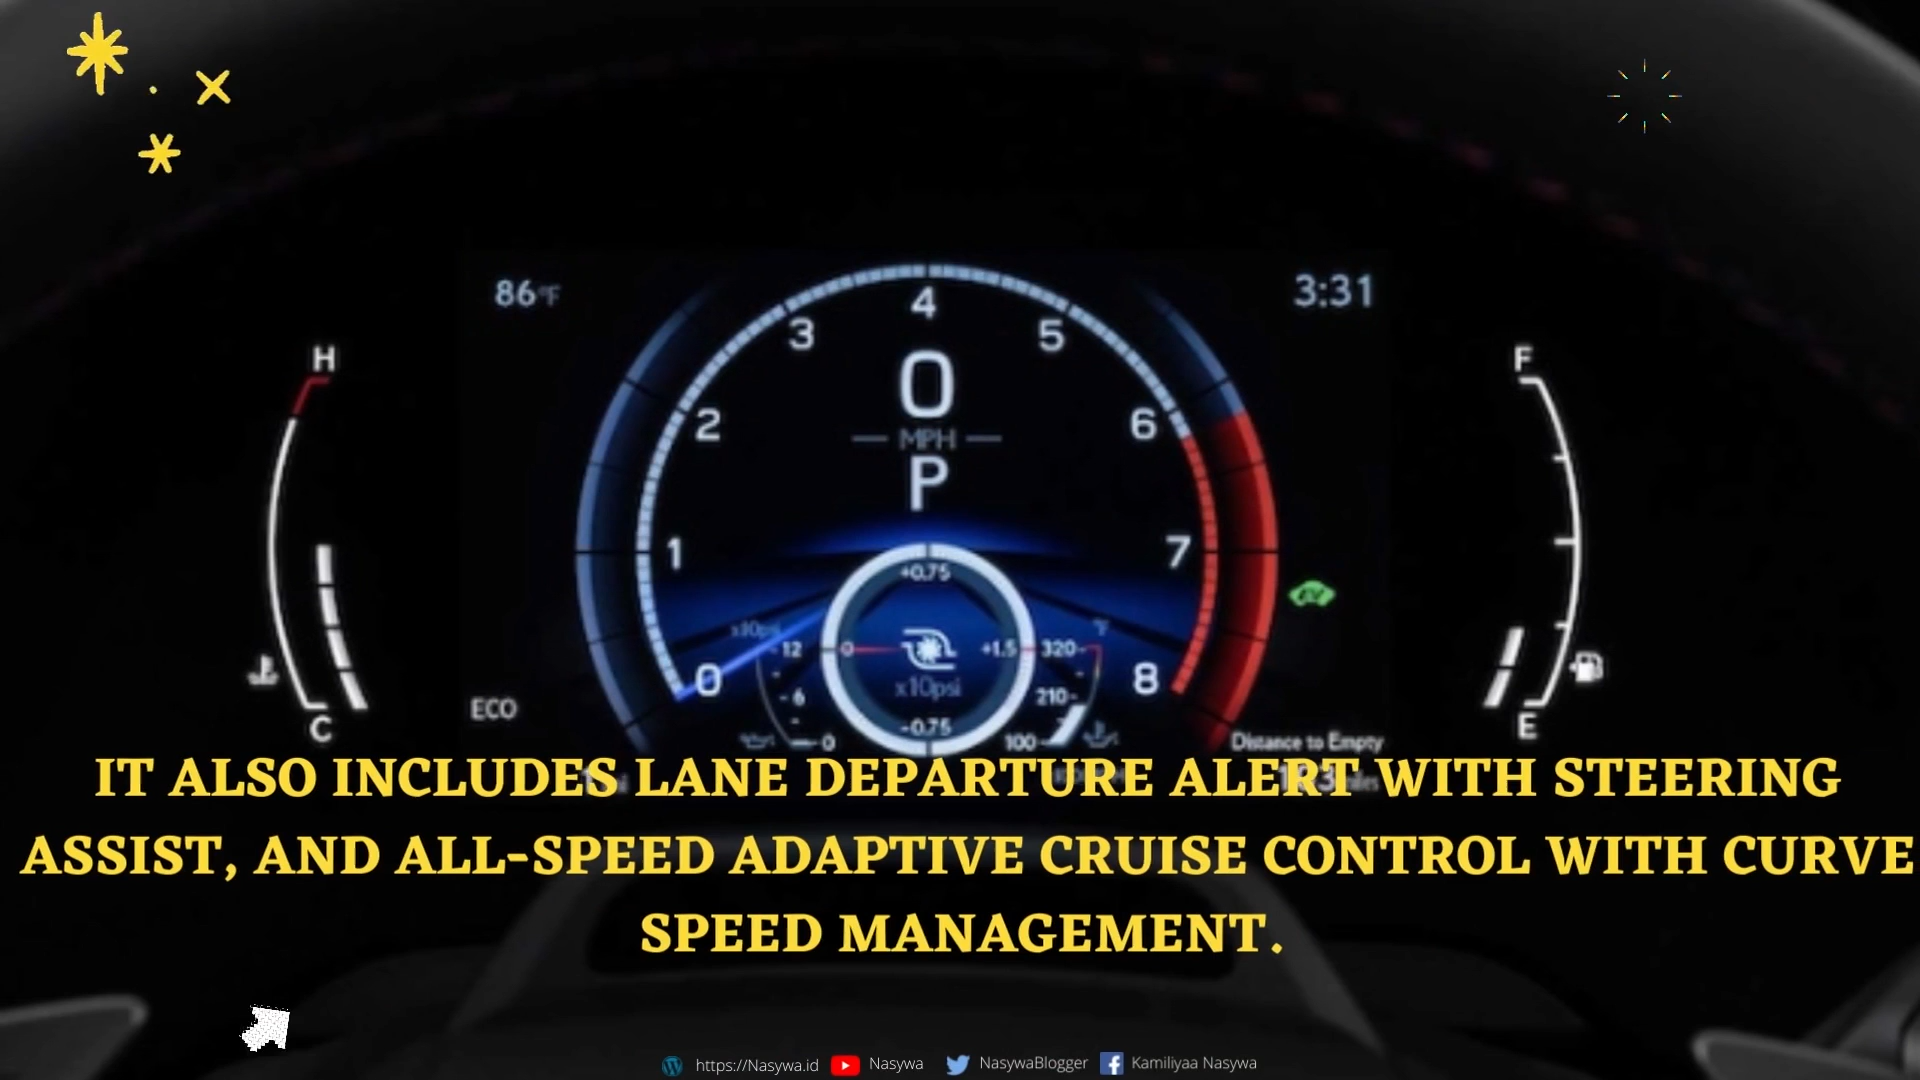 86°F
3:31
H
F
4
3
5
0
2
6
MPH
P
1
7
+0.75
x10psi
12
0
+1.5
320
°F
0
8
6
x10psi
210
ECO
-0.75
C
E
0
100
Distance to Empty
IT ALSO INCLUDES LANE DEPARTURE ALERT WITH STEERING
ASSIST, AND ALL-SPEED ADAPTIVE CRUISE CONTROL WITH CURVE
SPEED MANAGEMENT.
https://Nasywa.id Nasywa NasywaBlogger Kamiliyaa Nasywa